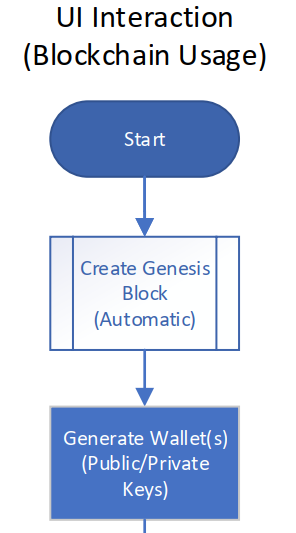 UI Interaction
(Blockchain Usage)
Start
Create Genesis
Block
(Automatic)
Generate Wallet(s)
(Public/Private
Keys)